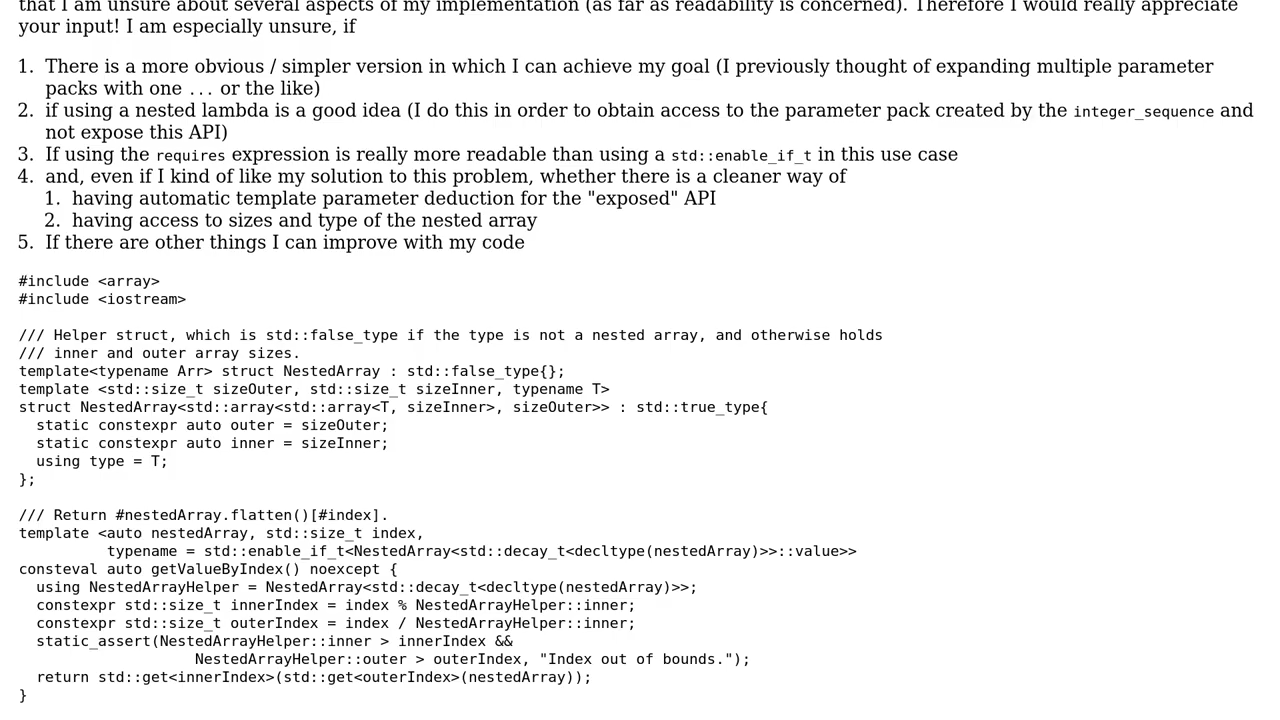 that I am unsure about several aspects of my implementation (as far as readability is concerned). Therefore I would really appreciate
your input! I am especially unsure, if
1. There is a more obvious / simpler version in which I can achieve my goal (I previously thought of expanding multiple parameter
packs with one ... or the like)
2. if using a nested lambda is a good idea (I do this in order to obtain access to the parameter pack created by the integer_sequence and
not expose this API)
3. If using the requires expression is really more readable than using a std::enable_if_t in this use case
4. and, even if I kind of like my solution to this problem, whether there is a cleaner way of
1. having automatic template parameter deduction for the "exposed" API
2. having access to sizes and type of the nested array
5. If there are other things I can improve with my code
#include <array>
#include <iostream>
/// Helper struct, which is std::false_type if the type is not a nested array, and otherwise holds
/// inner and outer array sizes.
template<typename Arr> struct NestedArray : std::false_type{};
template <std::size_t sizeOuter, std::size_t sizeInner, typename T>
struct NestedArray<std::array<std::array<T, sizeInner>, sizeOuter>> : std::true_type{
  static constexpr auto outer = sizeOuter;
  static constexpr auto inner = sizeInner;
  using type = T;
};
/// Return #nestedArray.flatten()[#index].
template <auto nestedArray, std::size_t index,
          typename = std::enable_if_t<NestedArray<std::decay_t<decltype(nestedArray)>>::value>>
consteval auto getValueByIndex() noexcept {
  using NestedArrayHelper = NestedArray<std::decay_t<decltype(nestedArray)>>;
  constexpr std::size_t innerIndex = index % NestedArrayHelper::inner;
  constexpr std::size_t outerIndex = index / NestedArrayHelper::inner;
  static_assert(NestedArrayHelper::inner > innerIndex &&
                    NestedArrayHelper::outer > outerIndex, "Index out of bounds.");
  return std::get<innerIndex>(std::get<outerIndex>(nestedArray));
}